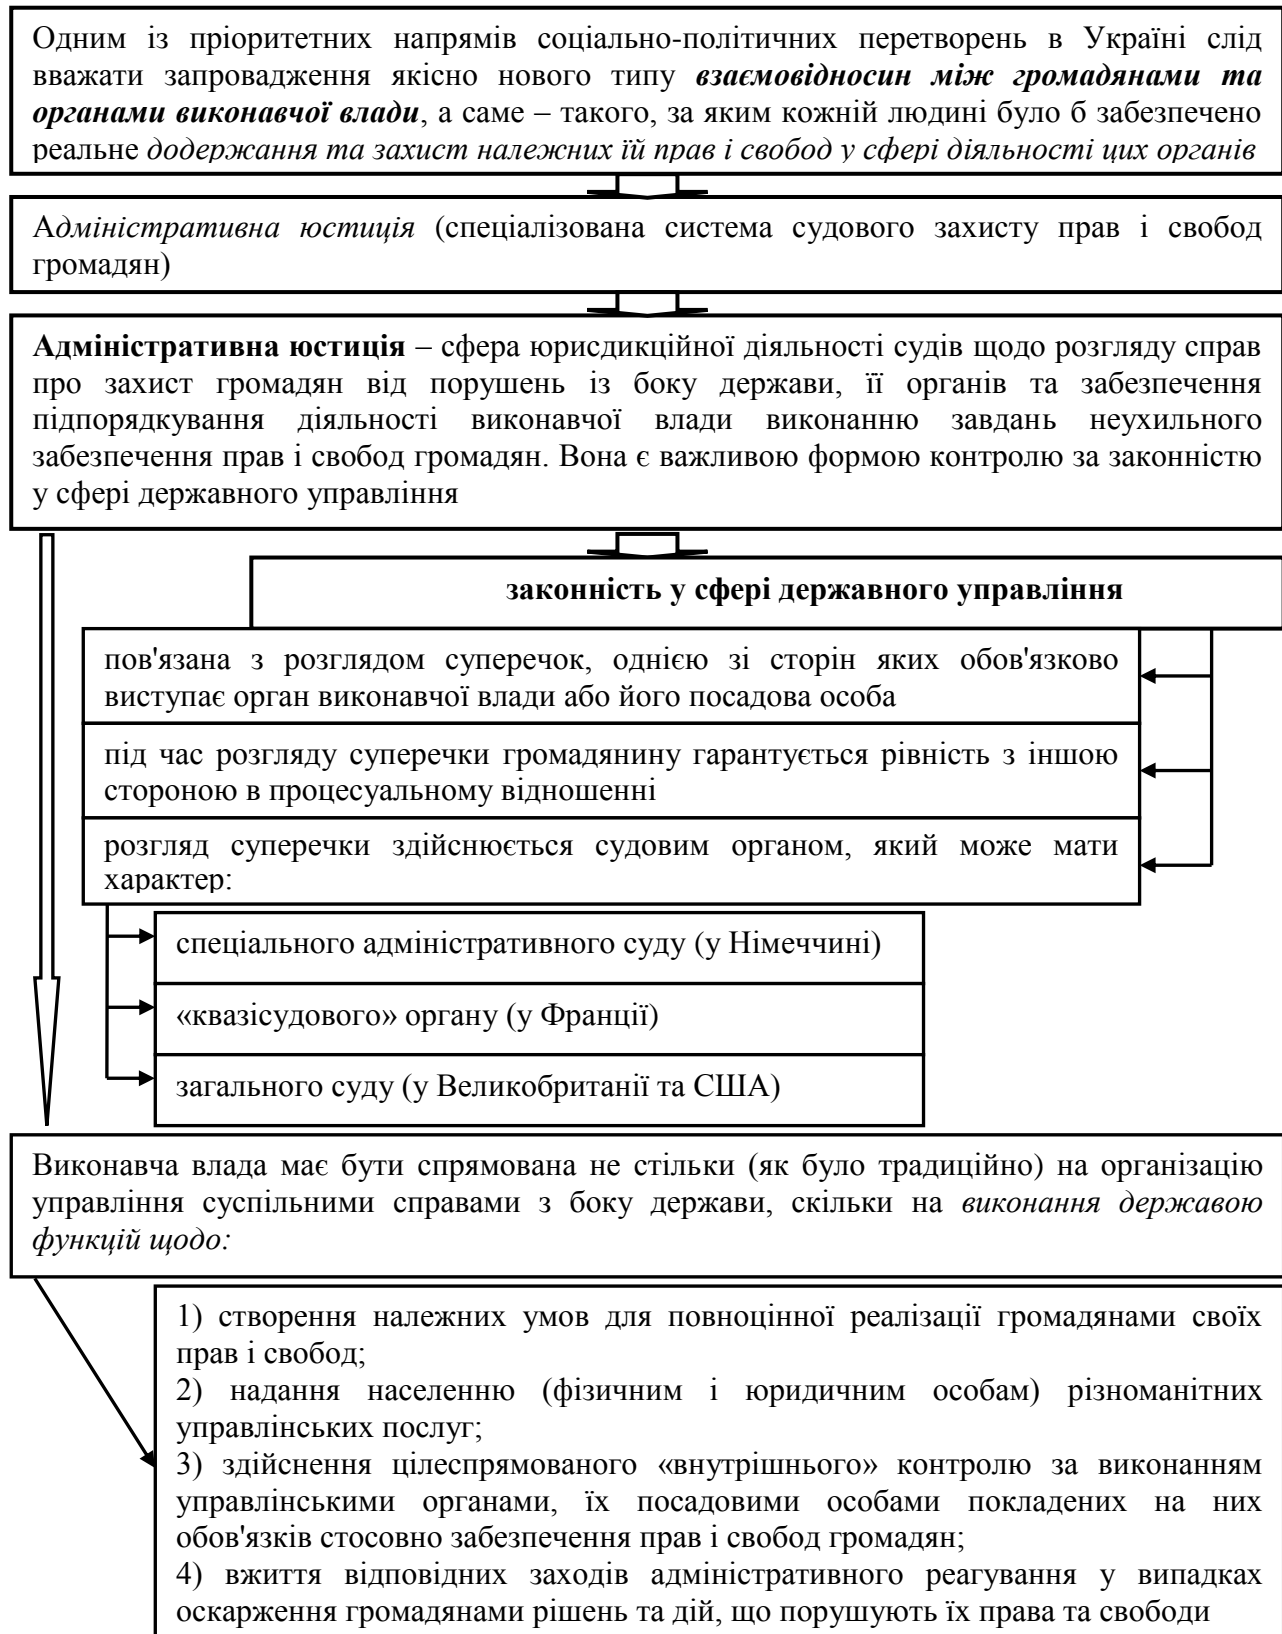 Одним із пріоритетних напрямів соціально-політичних перетворень в Україні слід
вважати запровадження якісно нового типу взаємовідносин між громадянами та
органами виконавчої влади, а саме – такого, за яким кожній людині було б забезпечено
реальне додержання та захист належних їй прав і свобод у сфері діяльності цих органів
Адміністративна юстиція (спеціалізована система судового захисту прав і свобод
громадян)
Адміністративна юстиція – сфера юрисдикційної діяльності судів щодо розгляду справ
про захист громадян від порушень із боку держави, її органів та забезпечення
підпорядкування діяльності виконавчої влади виконанню завдань неухильного
забезпечення прав і свобод громадян. Вона є важливою формою контролю за законністю
у сфері державного управління
законність у сфері державного управління
пов'язана з розглядом суперечок, однією зі сторін яких обов'язково
виступає орган виконавчої влади або його посадова особа
під час розгляду суперечки громадянину гарантується рівність з іншою
стороною в процесуальному відношенні
розгляд суперечки здійснюється судовим органом, який може мати
характер:
спеціального адміністративного суду (у Німеччині)
«квазісудового» органу (у Франції)
загального суду (у Великобританії та США)
Виконавча влада має бути спрямована не стільки (як було традиційно) на організацію
управління суспільними справами з боку держави, скільки на виконання державою
функцій щодо:
1) створення належних умов для повноцінної реалізації громадянами своїх
прав і свобод;
2) надання населенню (фізичним і юридичним особам) різноманітних
управлінських послуг;
3) здійснення цілеспрямованого «внутрішнього» контролю за виконанням
управлінськими органами, їх посадовими особами покладених на них
обов'язків стосовно забезпечення прав і свобод громадян;
4) вжиття відповідних заходів адміністративного реагування у випадках
оскарження громадянами рішень та дій, що порушують їх права та свободи